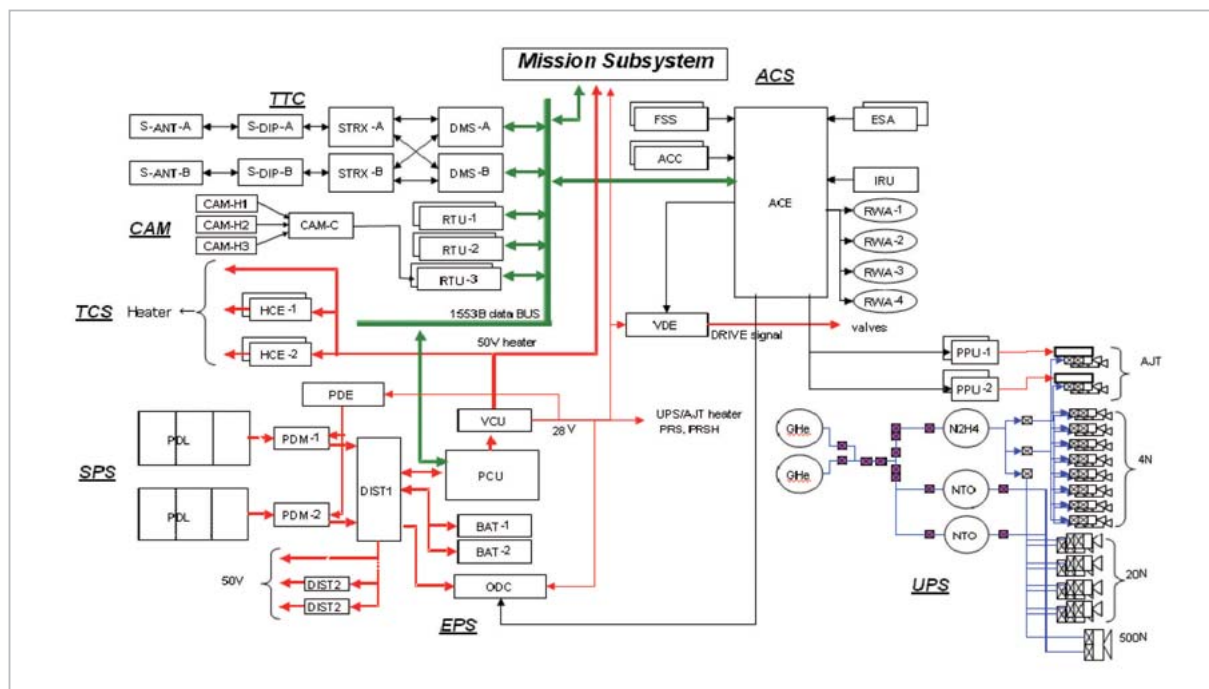 Mission Subsystem
TTC
ACS
S-ANT-A
S-DIP-A
STRX-A
DMS-A
S-ANT-B
S-DIP-B
STRX-B
DMS-B
FSS
ESA
ACC
IRU
ACE
RWA-1
RWA-2
RWA-3
RWA-4
CAM
CAM-H1
CAM-H2
CAM-H3
CAM-C
RTU-1
RTU-2
RTU-3
TCS
Heater
HCE-1
HCE-2
1553B data BUS
50V heater
VDE
DRIVE signal
valves
PPU-1
PPU-2
AJT
PDE
VCU
28V
UPS/AJT heater
PRS, IPRSH
SPS
PDL
PDM-1
PDL
PDM-2
DIST1
PCU
BAT-1
BAT-2
ODC
50V
DIST2
DIST2
EPS
GHe
GHe
N2H4
NTO
NTO
UPS
4N
20N
500N